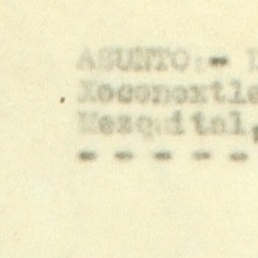 ASUNTO:-
Xoconoxtle
Mezquital,
- - - - -